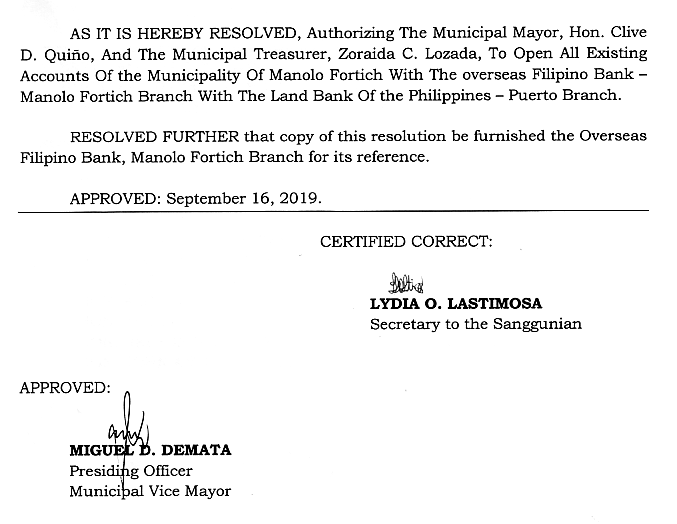 AS IT IS HEREBY RESOLVED, Authorizing The Municipal Mayor, Hon. Clive
D. Quiño, And The Municipal Treasurer, Zoraida C. Lozada, To Open All Existing
Accounts Of the Municipality Of Manolo Fortich With The overseas Filipino Bank –
Manolo Fortich Branch With The Land Bank Of the Philippines – Puerto Branch.
RESOLVED FURTHER that copy of this resolution be furnished the Overseas
Filipino Bank, Manolo Fortich Branch for its reference.
APPROVED: September 16, 2019.
CERTIFIED CORRECT:
LYDIA O. LASTIMOSA
Secretary to the Sanggunian
APPROVED:
MIGUEL D. DEMATA
Presiding Officer
Municipal Vice Mayor